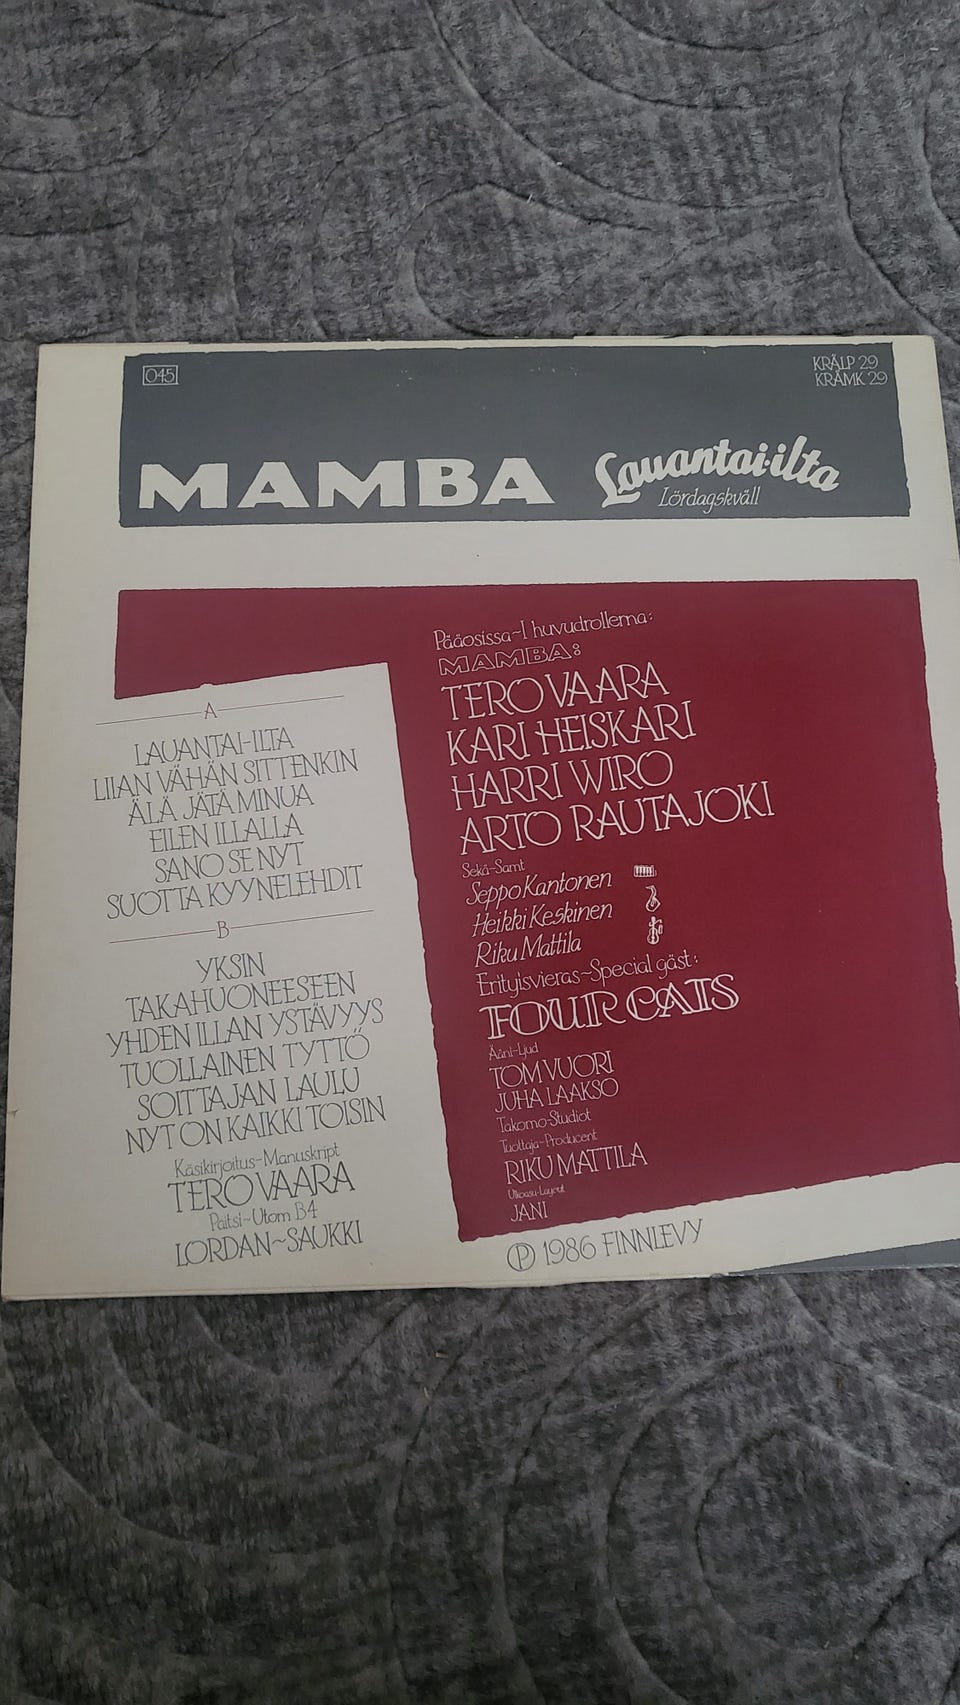 045
KRÄLP 29
KRÄMK 29
MAMBA
Lauantai-ilta
Lördagskväll
A
LAUANTAI-ILTA
LIIAN VÄHÄN SITTENKIN
ÄLÄ JÄTÄ MINUA
EILEN ILLALLA
SANO SE NYT
SUOTTA KYYNELEHDIT
B
YKSIN
TAKAHUONEESEEN
YHDEN ILLAN YSTÄVYYS
TUOLLAINEN TYTTÖ
SOITTAJAN LAULU
NYT ON KAIKKI TOISIN
Käsikirjoitus~Manuskript
TERO VAARA
Paitsi~Utom B4
LORDAN~SAUKKI
Pääosissa~I huvudrollerna:
MAMBA:
TERO VAARA
KARI HEISKARI
HARRI WIRO
ARTO RAUTAJOKI
Sekä-Samt
Seppo Kantonen
Heikki Keskinen
Riku Mattila
Erityisvieras~Special gäst:
FOUR CATS
Ääni-Ljud
TOM VUORI
JUHA LAAKSO
Takomo-Studiot
Tuottaja-Producent
RIKU MATTILA
Ulkoasu-Layout
JANI
Ⓟ 1986 FINNLEVY